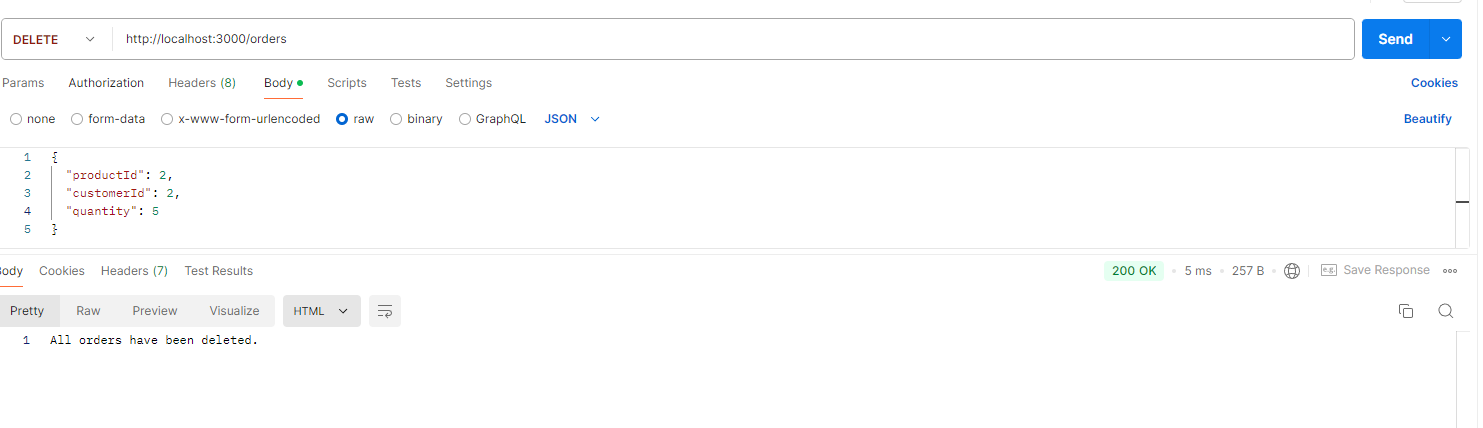 DELETE http://localhost:3000/orders Send
Params Authorization Headers (8) Body Scripts Tests Settings Cookies
none form-data x-www-form-urlencoded raw binary GraphQL JSON Beautify
1 {
2 "productId": 2,
3 "customerId": 2,
4 "quantity": 5
5 }
Body Cookies Headers (7) Test Results 200 OK 5 ms 257 B e.g. Save Response
Pretty Raw Preview Visualize HTML
1 All orders have been deleted.